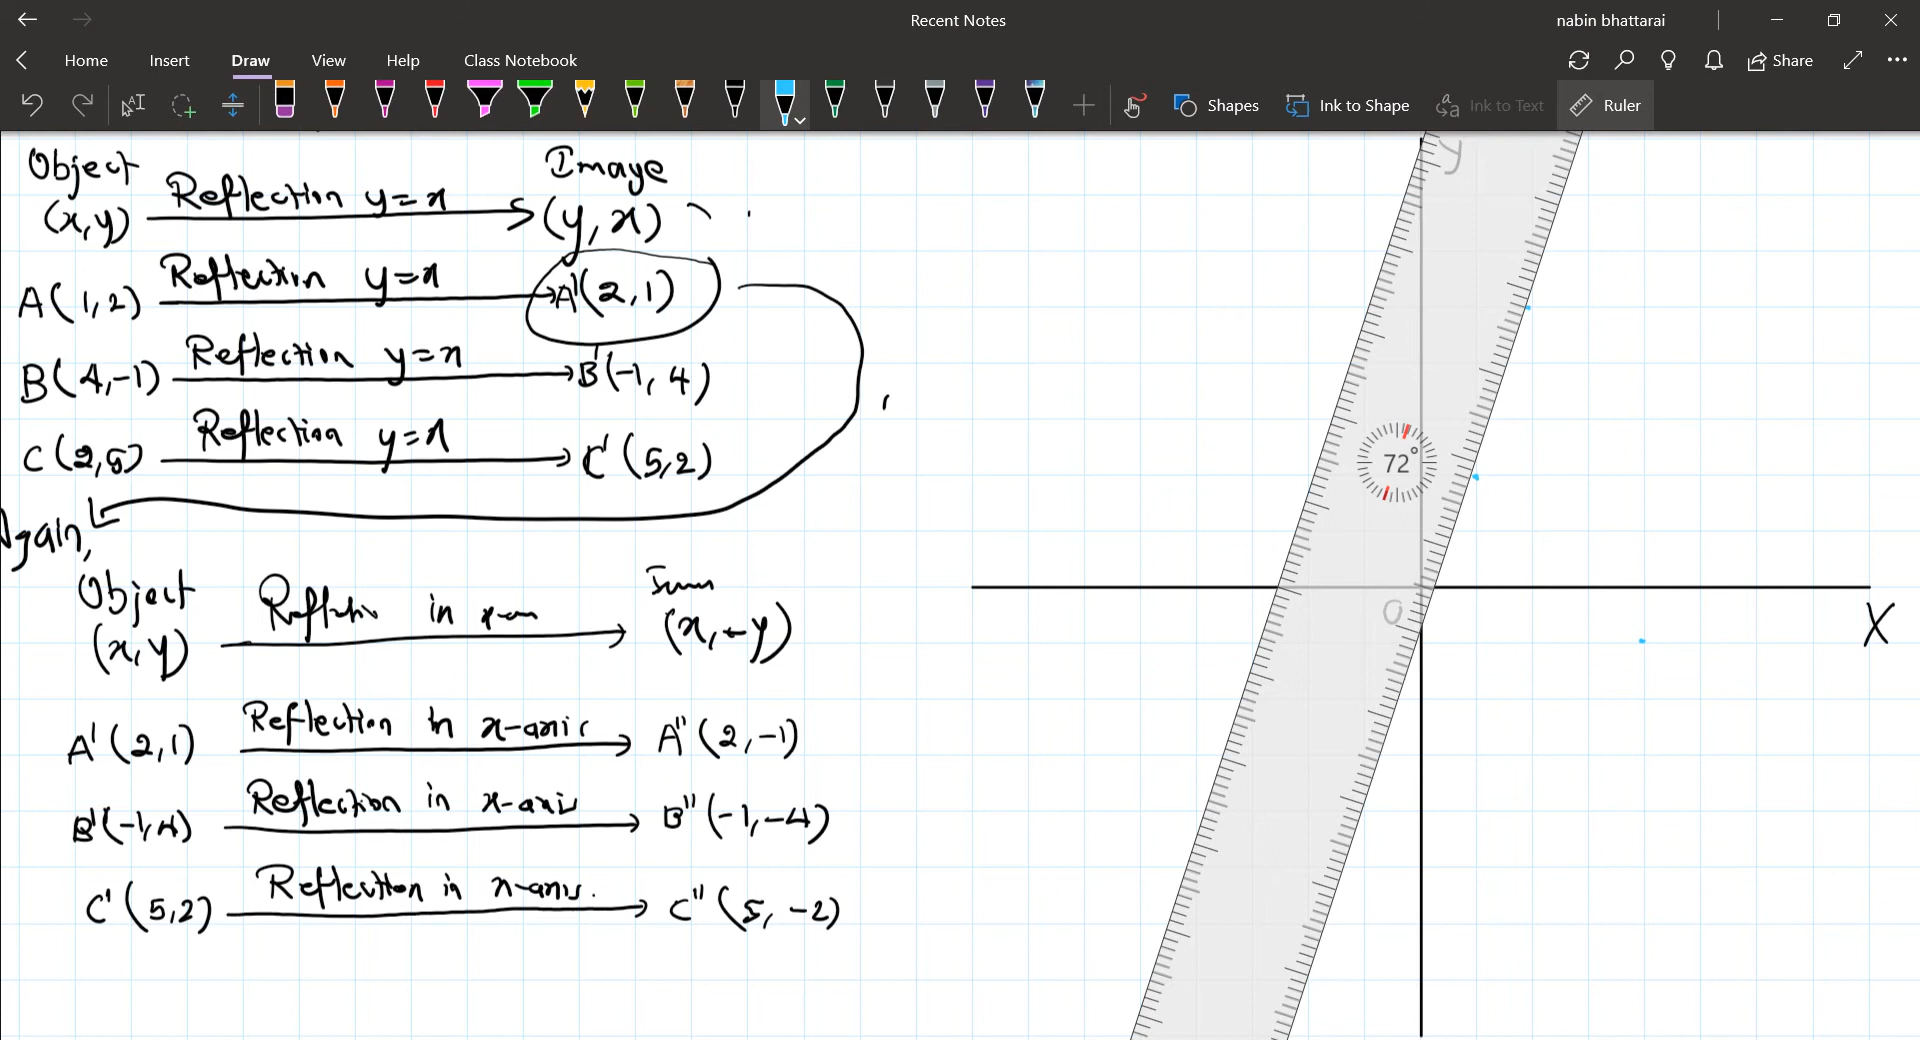 Recent Notes
nabin bhattarai
Home Insert Draw View Help Class Notebook
Share
Shapes Ink to Shape Ink to Text Ruler
Object Image
(x,y) Reflection y=x (y,x)
A(1,2) Reflection y=x A'(2,1)
B(4,-1) Reflection y=x B'(-1,4)
C(2,5) Reflection y=x C'(5,2)
Again,
Object
(x,y) in (x,-y)
A'(2,1) Reflection in x-axis A''(2,-1)
B'(-1,4) Reflection in x-axis B''(-1,-4)
C'(5,2) Reflection in x-axis. C''(5,-2)
y
72°
O
X